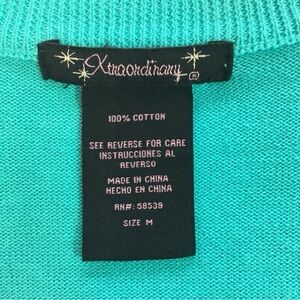 Xtraordinary ®
100% COTTON
SEE REVERSE FOR CARE
INSTRUCCIONES AL
REVERSO
MADE IN CHINA
HECHO EN CHINA
RN#: 58539
SIZE M